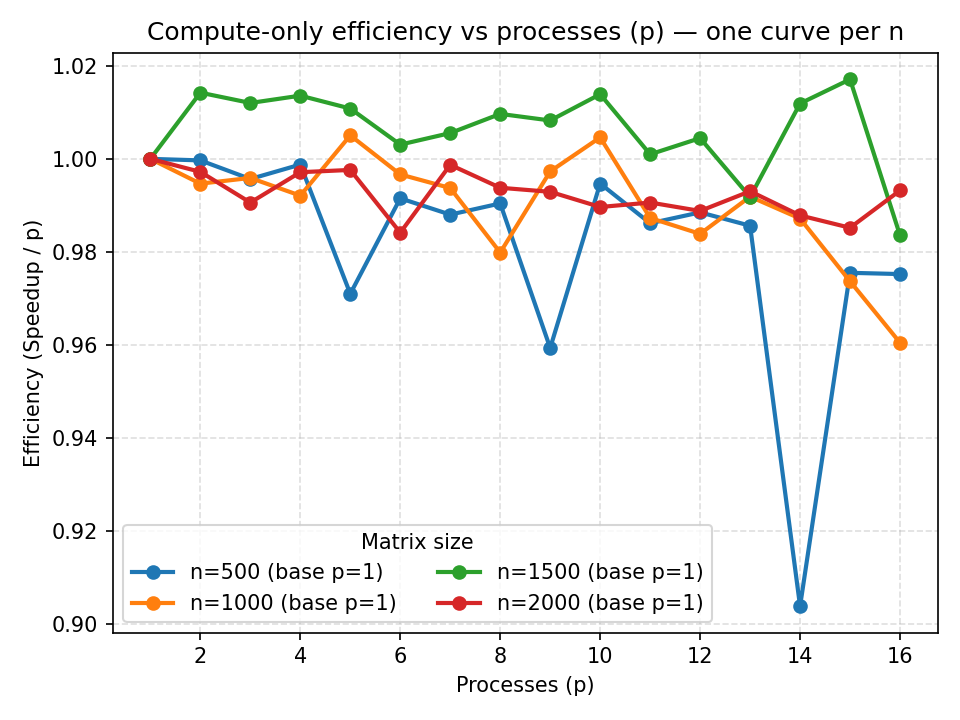 Compute-only efficiency vs processes (p) — one curve per n
Efficiency (Speedup / p)
1.02
1.00
0.98
0.96
0.94
0.92
0.90
Matrix size
n=500 (base p=1)
n=1500 (base p=1)
n=1000 (base p=1)
n=2000 (base p=1)
2 4 6 8 10 12 14 16
Processes (p)